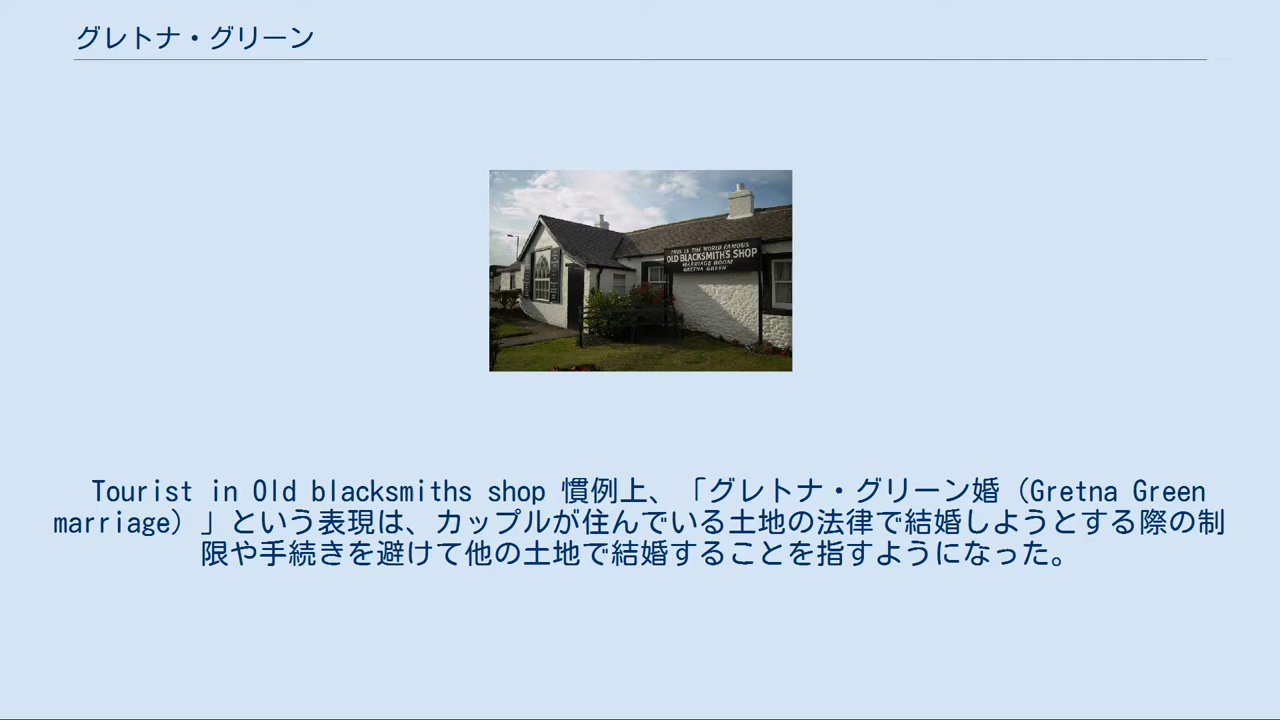 グレトナ・グリーン
THIS IS THE WORLD FAMOUS
OLD BLACKSMITH'S SHOP
MARRIAGE ROOM
GRETNA GREEN
Tourist in Old blacksmiths shop 慣例上、「グレトナ・グリーン婚（Gretna Green
marriage）」という表現は、カップルが住んでいる土地の法律で結婚しようとする際の制
限や手続きを避けて他の土地で結婚することを指すようになった。